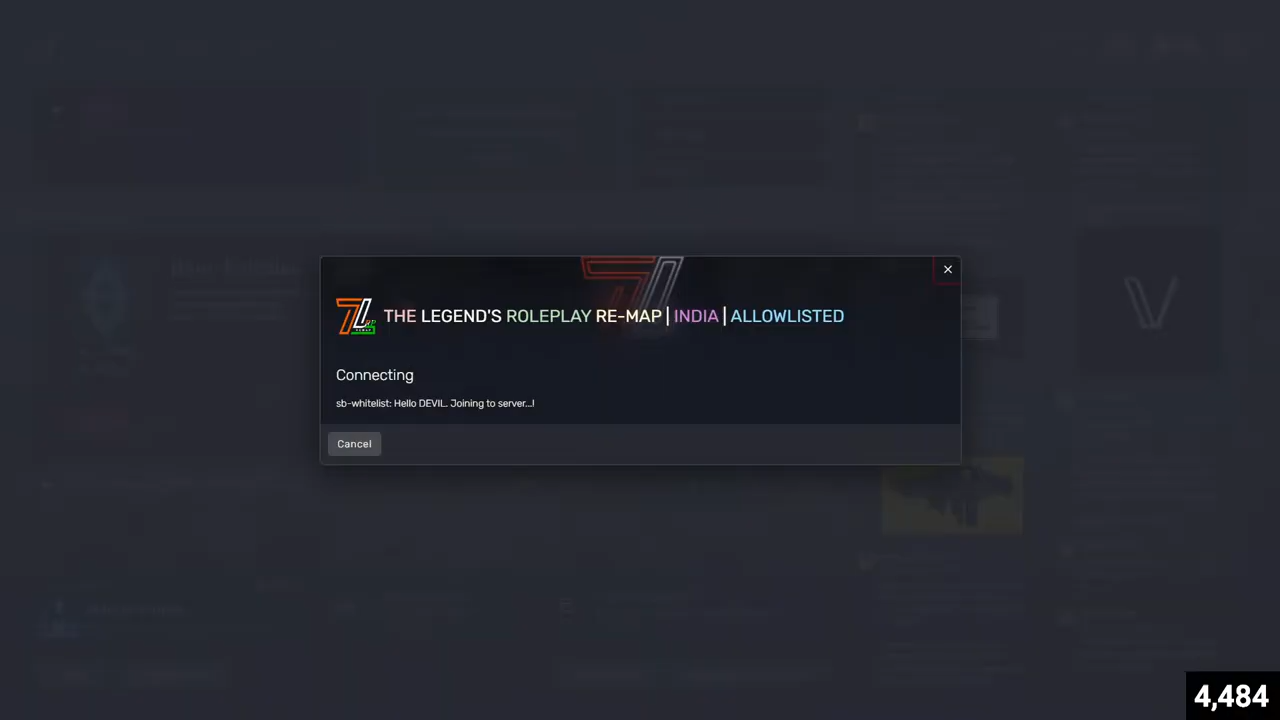 THE LEGEND'S ROLEPLAY RE-MAP | INDIA | ALLOWLISTED
Connecting
sb-whitelist: Hello DEVIL. Joining to server...!
Cancel
4,484